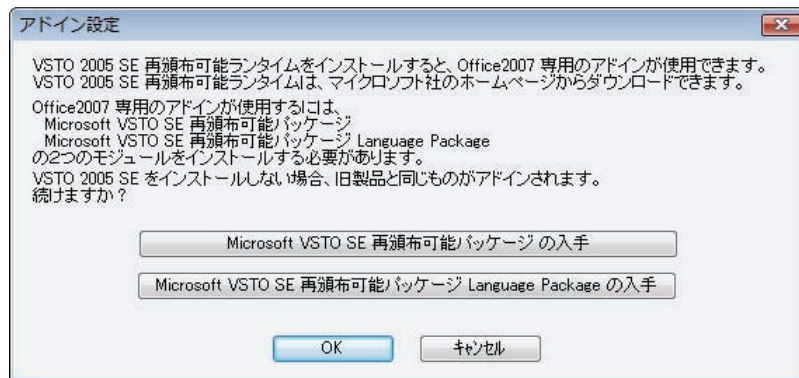 アドイン設定
VSTO 2005 SE 再頒布可能ランタイムをインストールすると、Office2007 専用のアドインが使用できます。
VSTO 2005 SE 再頒布可能ランタイムは、マイクロソフト社のホームページからダウンロードできます。
Office2007 専用のアドインが使用するには、
Microsoft VSTO SE 再頒布可能パッケージ
Microsoft VSTO SE 再頒布可能パッケージ Language Package
の2つのモジュールをインストールする必要があります。
VSTO 2005 SE をインストールしない場合、旧製品と同じものがアドインされます。
続けますか？
Microsoft VSTO SE 再頒布可能パッケージ の入手
Microsoft VSTO SE 再頒布可能パッケージ Language Package の入手
OK
キャンセル